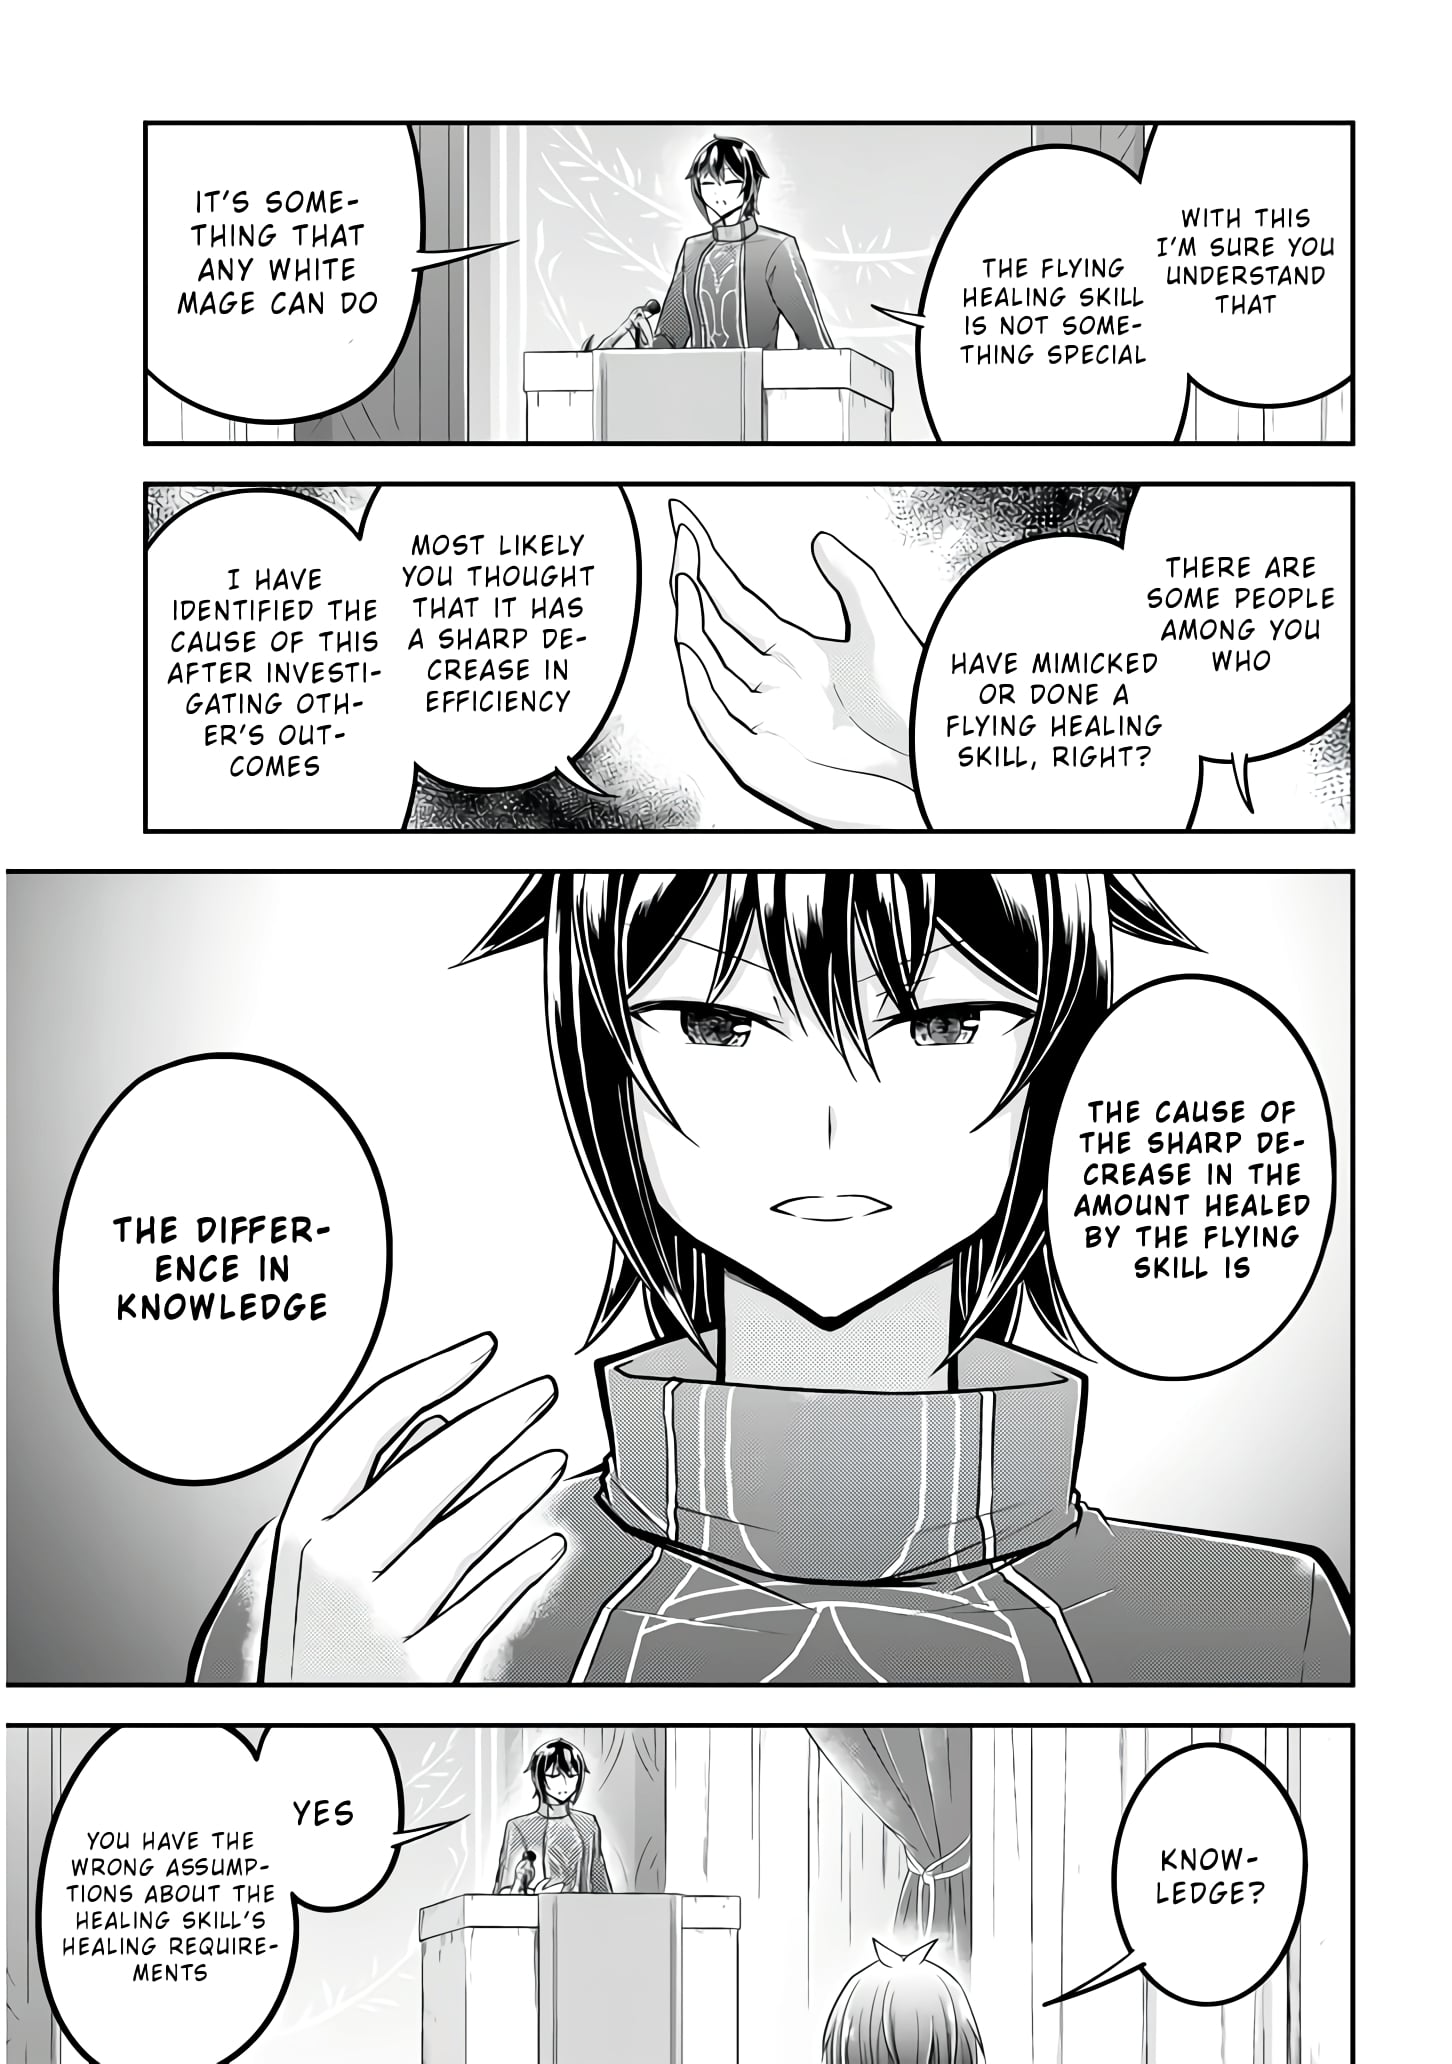 WITH THIS
I'M SURE YOU
UNDERSTAND
THAT
THE FLYING
HEALING SKILL
IS NOT SOME-
THING SPECIAL
IT'S SOME-
THING THAT
ANY WHITE
MAGE CAN DO
THERE ARE
SOME PEOPLE
AMONG YOU
WHO
HAVE MIMICKED
OR DONE A
FLYING HEALING
SKILL, RIGHT?
MOST LIKELY
YOU THOUGHT
THAT IT HAS
A SHARP DE-
CREASE IN
EFFICIENCY
I HAVE
IDENTIFIED THE
CAUSE OF THIS
AFTER INVESTI-
GATING OTH-
ER'S OUT-
COMES
THE CAUSE OF
THE SHARP DE-
CREASE IN THE
AMOUNT HEALED
BY THE FLYING
SKILL IS
THE DIFFER-
ENCE IN
KNOWLEDGE
KNOW-
LEDGE?
YES
YOU HAVE THE
WRONG ASSUMP-
TIONS ABOUT THE
HEALING SKILL'S
HEALING REQUIRE-
MENTS